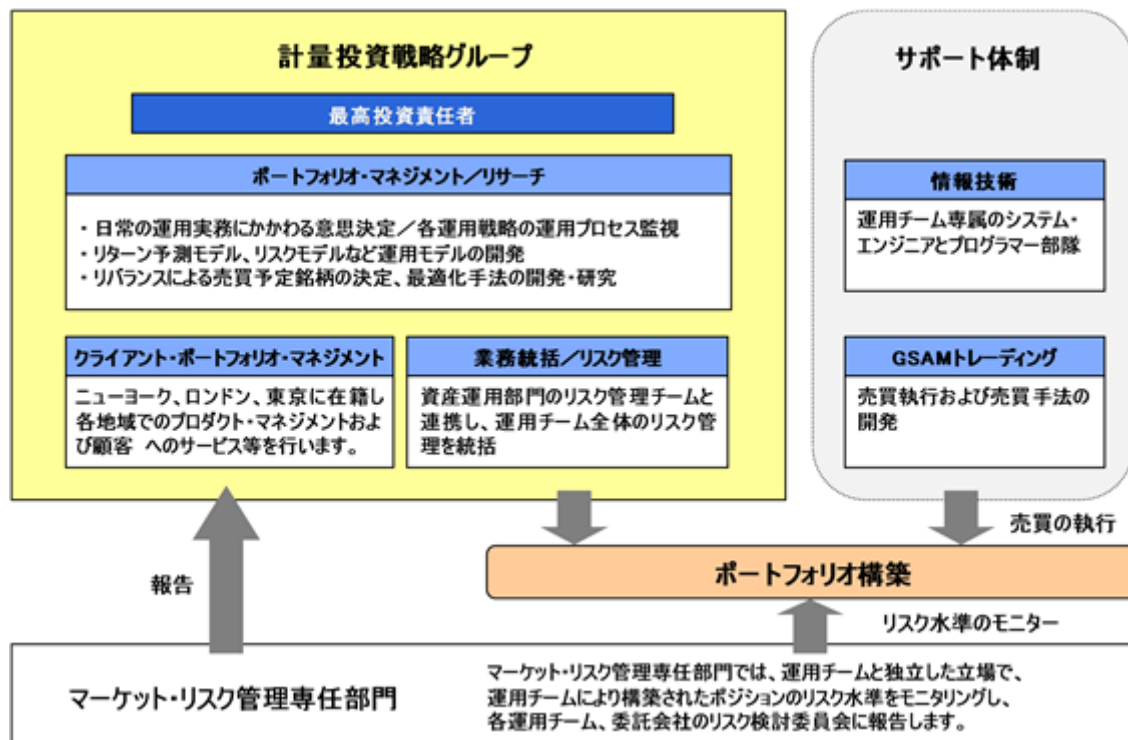 計量投資戦略グループ
最高投資責任者
ポートフォリオ・マネジメント／リサーチ
・日常の運用実務にかかわる意思決定／各運用戦略の運用プロセス監視
・リターン予測モデル、リスクモデルなど運用モデルの開発
・リバランスによる売買予定銘柄の決定、最適化手法の開発・研究
クライアント・ポートフォリオ・マネジメント
ニューヨーク、ロンドン、東京に在籍し
各地域でのプロダクト・マネジメントおよ
び顧客 へのサービス等を行います。
業務統括／リスク管理
資産運用部門のリスク管理チームと
連携し、運用チーム全体のリスク管
理を統括
サポート体制
情報技術
運用チーム専属のシステム・
エンジニアとプログラマー部隊
GSAMトレーディング
売買執行および売買手法の
開発
売買の執行
ポートフォリオ構築
報告
リスク水準のモニター
マーケット・リスク管理専任部門
マーケット・リスク管理専任部門では、運用チームと独立した立場で、
運用チームにより構築されたポジションのリスク水準をモニタリングし、
各運用チーム、委託会社のリスク検討委員会に報告します。